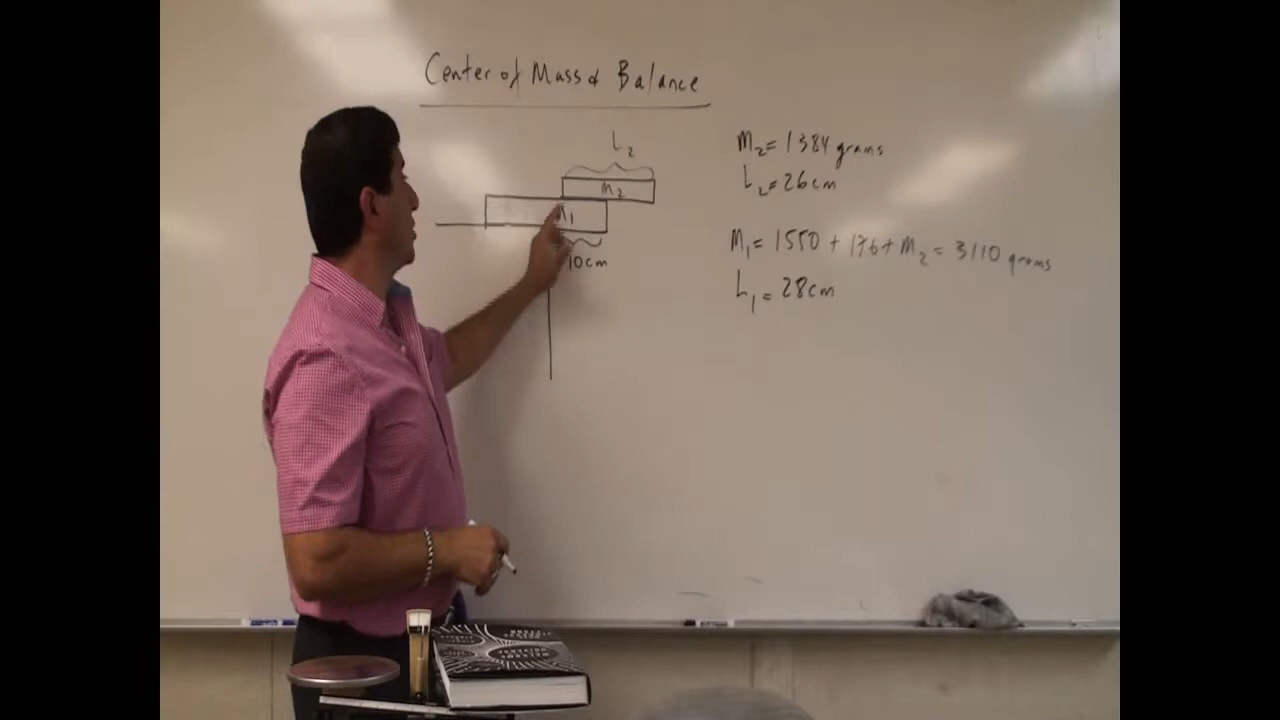 Center of Mass & Balance
L₂
M₂
M₁
10cm
M₂ = 1384 grams
L₂ = 26cm
M₁ = 1550 + 176 + M₂ = 3110 grams
L₁ = 28cm